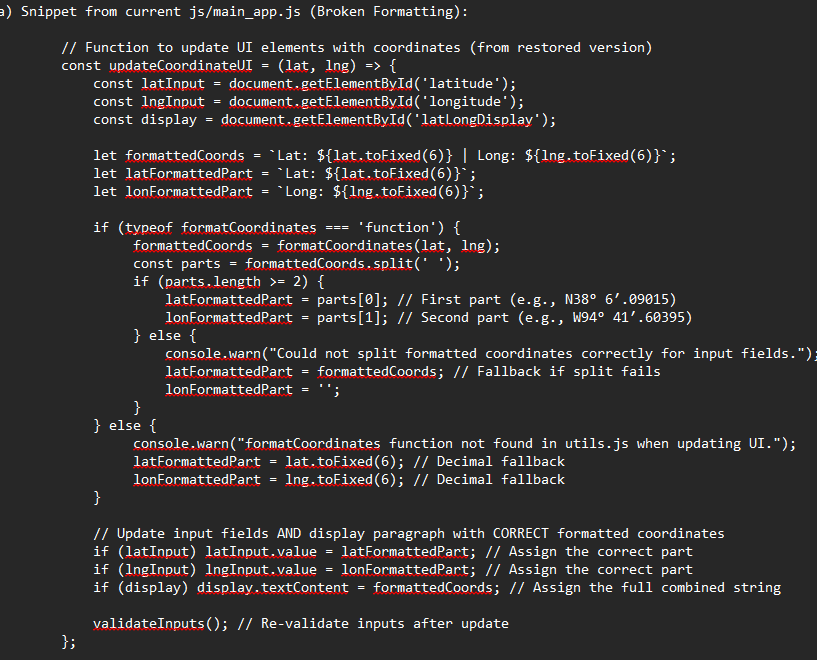 a) Snippet from current js/main_app.js (Broken Formatting):
// Function to update UI elements with coordinates (from restored version)
const updateCoordinateUI = (lat, lng) => {
const latInput = document.getElementById('latitude');
const lngInput = document.getElementById('longitude');
const display = document.getElementById('latLongDisplay');
let formattedCoords = `Lat: ${lat.toFixed(6)} | Long: ${lng.toFixed(6)}`;
let latFormattedPart = `Lat: ${lat.toFixed(6)}`;
let lonFormattedPart = `Long: ${lng.toFixed(6)}`;
if (typeof formatCoordinates === 'function') {
formattedCoords = formatCoordinates(lat, lng);
const parts = formattedCoords.split(' ');
if (parts.length >= 2) {
latFormattedPart = parts[0]; // First part (e.g., N38° 6’.09015)
lonFormattedPart = parts[1]; // Second part (e.g., W94° 41’.60395)
} else {
console.warn("Could not split formatted coordinates correctly for input fields.");
latFormattedPart = formattedCoords; // Fallback if split fails
lonFormattedPart = '';
}
} else {
console.warn("formatCoordinates function not found in utils.js when updating UI.");
latFormattedPart = lat.toFixed(6); // Decimal fallback
lonFormattedPart = lng.toFixed(6); // Decimal fallback
}
// Update input fields AND display paragraph with CORRECT formatted coordinates
if (latInput) latInput.value = latFormattedPart; // Assign the correct part
if (lngInput) lngInput.value = lonFormattedPart; // Assign the correct part
if (display) display.textContent = formattedCoords; // Assign the full combined string
validateInputs(); // Re-validate inputs after update
};